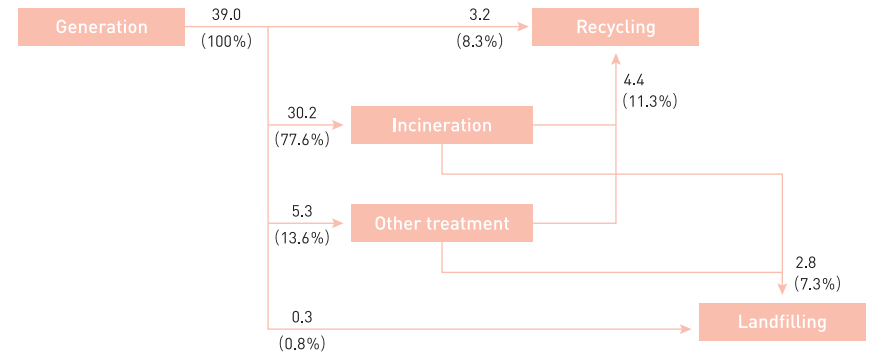 Generation
39.0
(100%)
3.2
(8.3%)
Recycling
4.4
(11.3%)
30.2
(77.6%)
Incineration
5.3
(13.6%)
Other treatment
2.8
(7.3%)
0.3
(0.8%)
Landfilling